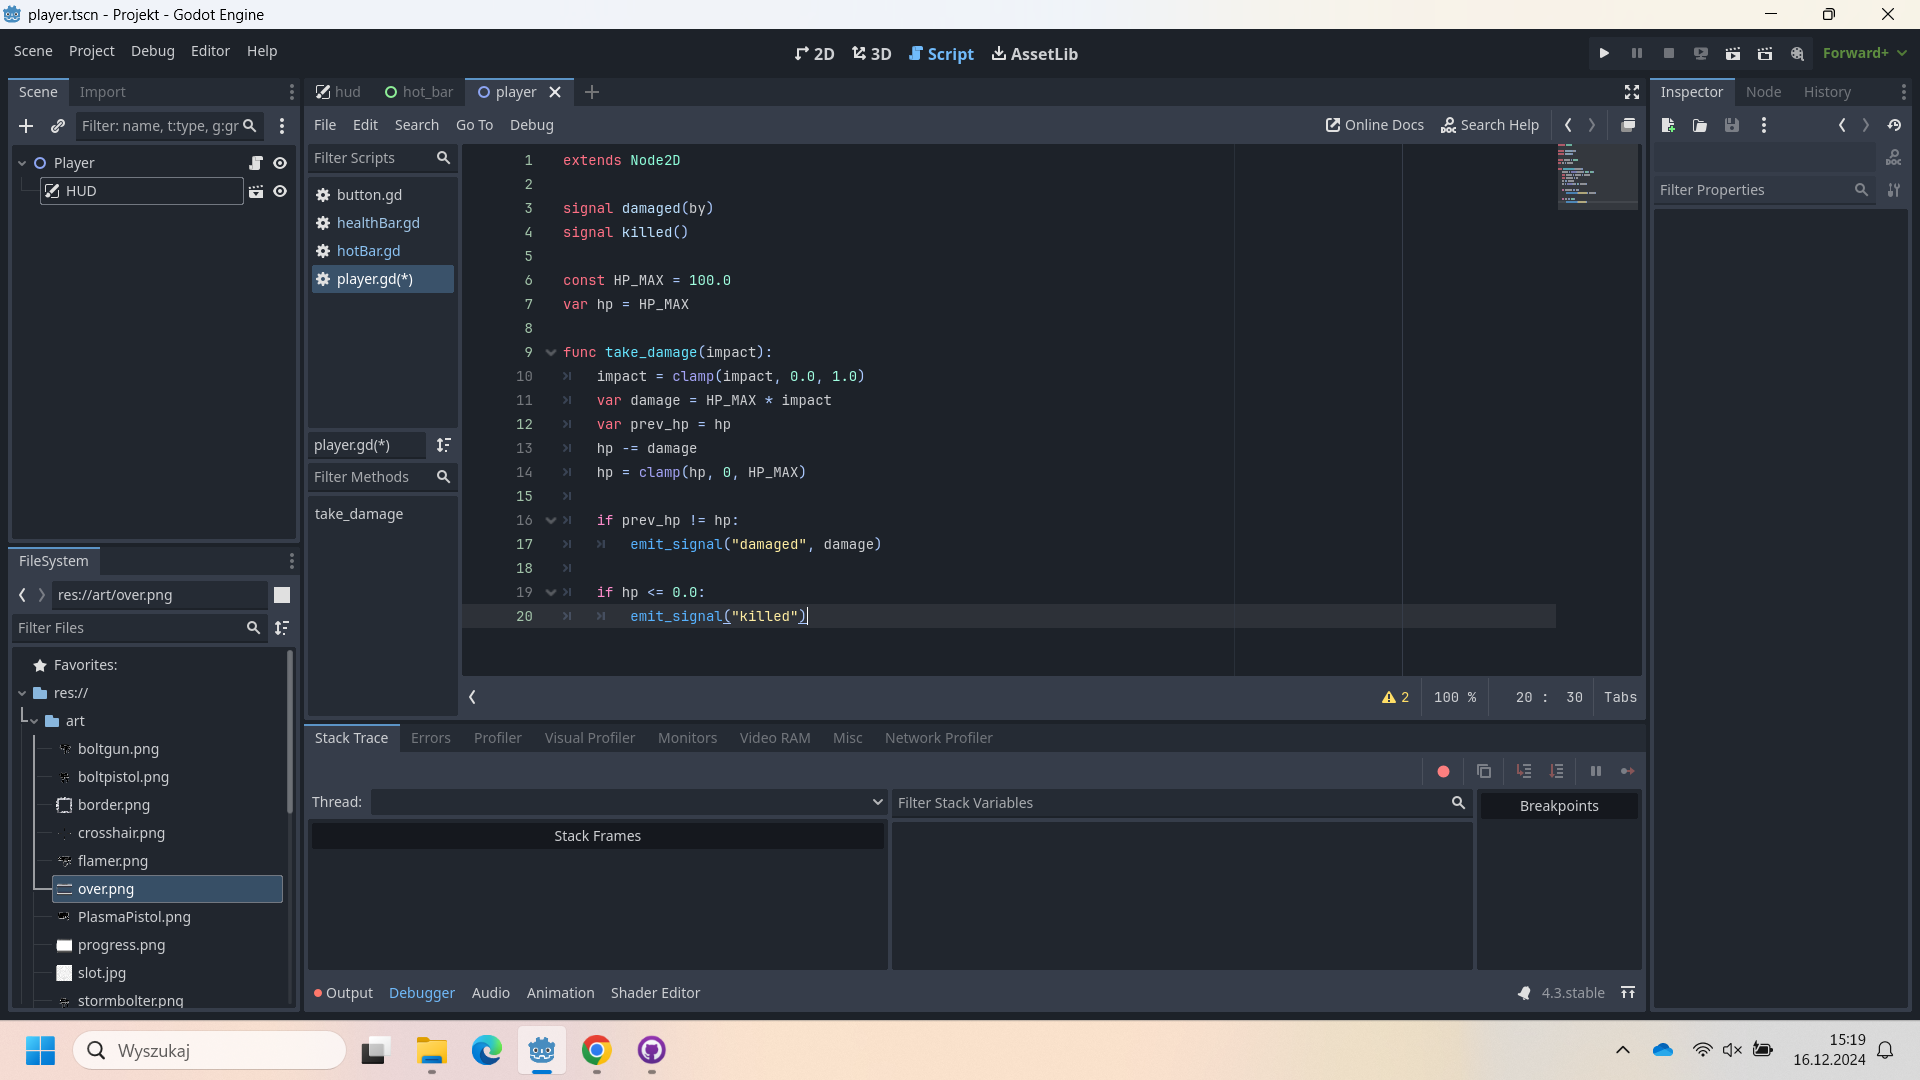 player.tscn - Projekt - Godot Engine
Scene Project Debug Editor Help
2D 3D Script AssetLib
Forward+
Scene Import
Filter: name, t:type, g:gr
Player
HUD
FileSystem
res://art/over.png
Filter Files
Favorites:
res://
art
boltgun.png
boltpistol.png
border.png
crosshair.png
flamer.png
over.png
PlasmaPistol.png
progress.png
slot.jpg
stormbolter.png
hud hot_bar player
File Edit Search Go To Debug
Online Docs Search Help
Filter Scripts
button.gd
healthBar.gd
hotBar.gd
player.gd(*)
player.gd(*)
Filter Methods
take_damage
1 extends Node2D
2
3 signal damaged(by)
4 signal killed()
5
6 const HP_MAX = 100.0
7 var hp = HP_MAX
8
9 func take_damage(impact):
10 impact = clamp(impact, 0.0, 1.0)
11 var damage = HP_MAX * impact
12 var prev_hp = hp
13 hp -= damage
14 hp = clamp(hp, 0, HP_MAX)
15
16 if prev_hp != hp:
17 emit_signal("damaged", damage)
18
19 if hp <= 0.0:
20 emit_signal("killed")
2 100 % 20 : 30 Tabs
Stack Trace Errors Profiler Visual Profiler Monitors Video RAM Misc Network Profiler
Thread:
Filter Stack Variables
Breakpoints
Stack Frames
Output Debugger Audio Animation Shader Editor
4.3.stable
Inspector Node History
Filter Properties
Wyszukaj
15:19
16.12.2024